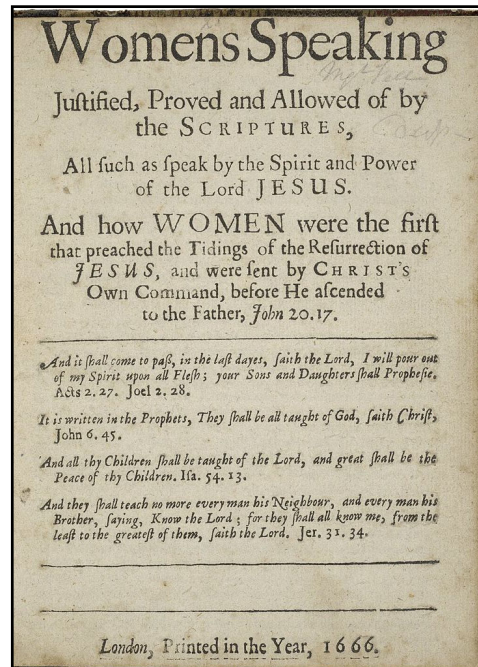 Womens Speaking
Juſtified, Proved and Allowed of by
the SCRIPTURES,
All ſuch as ſpeak by the Spirit and Power
of the Lord JESUS.
And how WOMEN were the firſt
that preached the Tidings of the Reſurrection of
JESUS, and were ſent by CHRIST'S
Own Command, before He aſcended
to the Father, John 20.17.
And it ſhall come to paß, in the laſt dayes, ſaith the Lord, I will pour out
of my Spirit upon all Fleſh; your Sons and Daughters ſhall Propheſie.
Acts 2. 27. Joel 2. 28.
It is written in the Prophets, They ſhall be all taught of God, ſaith Chriſt,
John 6. 45.
And all thy Children ſhall be taught of the Lord, and great ſhall be the
Peace of thy Children. Iſa. 54. 13.
And they ſhall teach no more every man his Neighbour, and every man his
Brother, ſaying, Know the Lord; for they ſhall all know me, from the
leaſt to the greateſt of them, ſaith the Lord. Jer. 31. 34.
London, Printed in the Year, 1666.